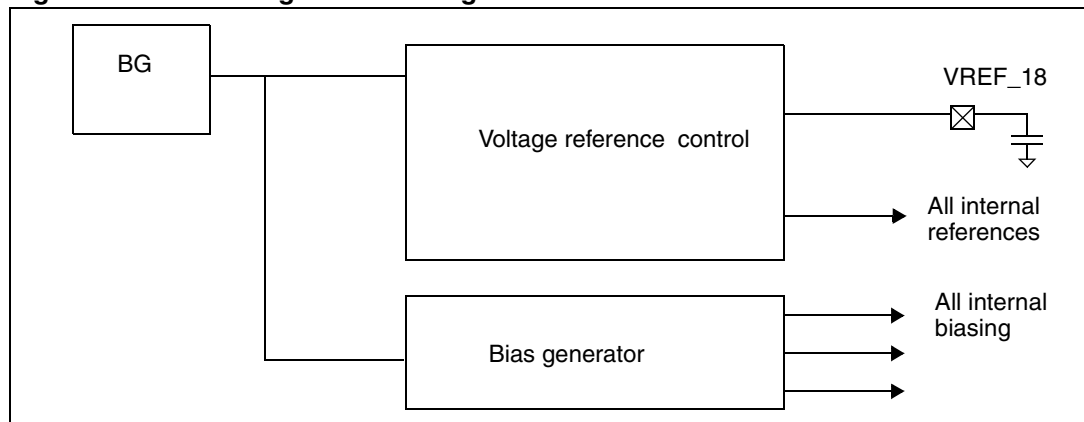 BG
VREF_18
Voltage reference control
All internal
references
All internal
biasing
Bias generator